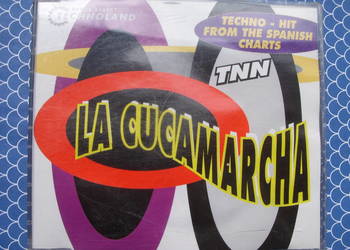 TECHNOLAND
TECHNO - HIT
FROM THE SPANISH
CHARTS
TNN
LA CUCAMARCHA